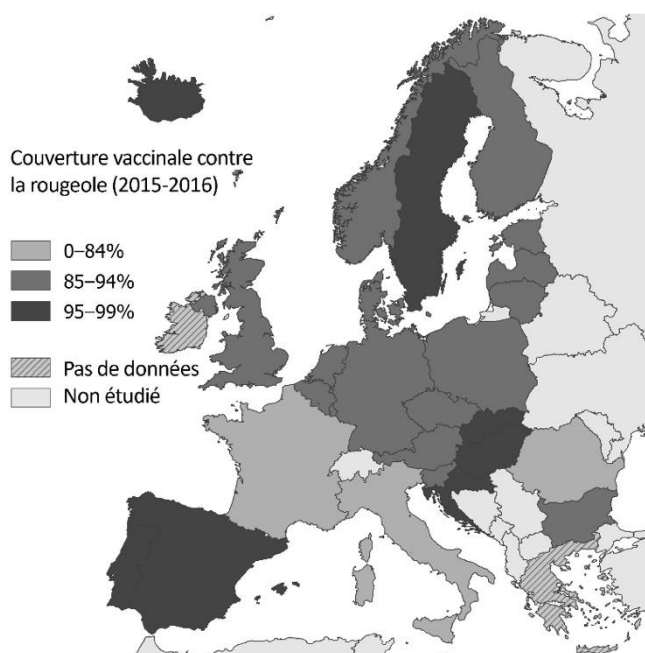 Couverture vaccinale contre
la rougeole (2015-2016)
0–84%
85–94%
95–99%
Pas de données
Non étudié